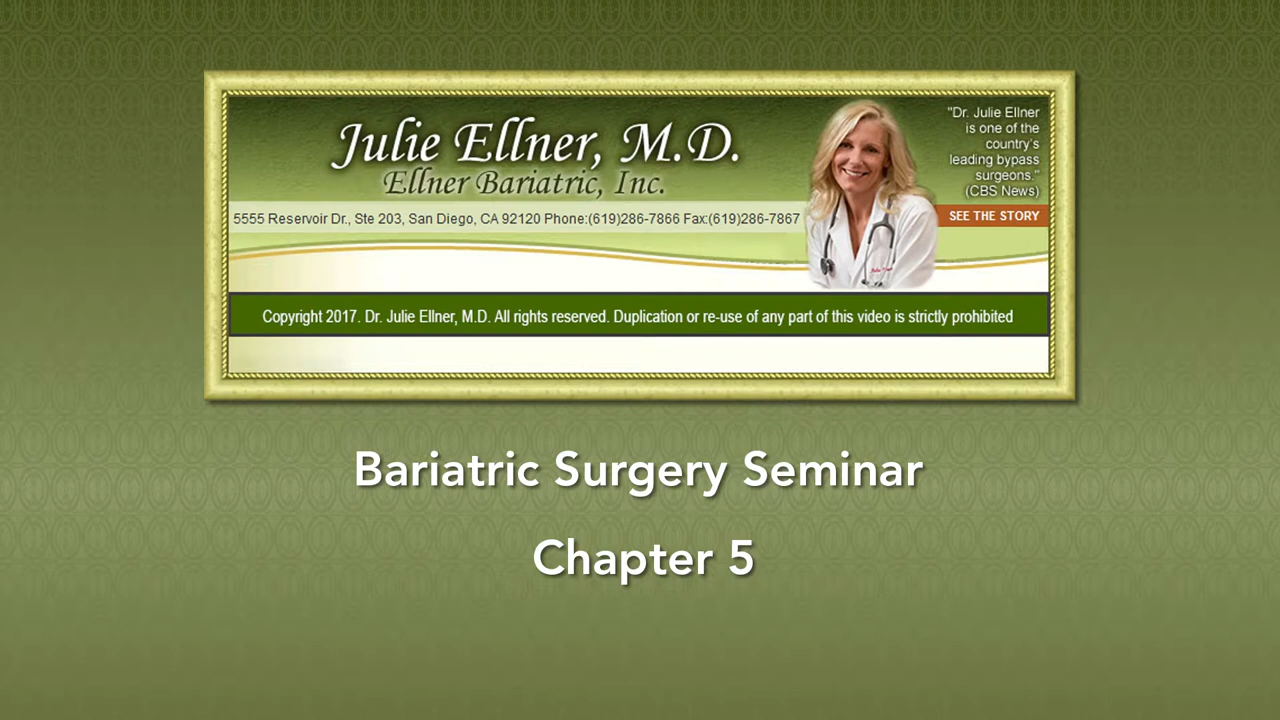 Julie Ellner, M.D.
Ellner Bariatric, Inc.
5555 Reservoir Dr., Ste 203, San Diego, CA 92120 Phone:(619)286-7866 Fax:(619)286-7867
"Dr. Julie Ellner
is one of the
country's
leading bypass
surgeons."
(CBS News)
SEE THE STORY
Copyright 2017. Dr. Julie Ellner, M.D. All rights reserved. Duplication or re-use of any part of this video is strictly prohibited
Bariatric Surgery Seminar
Chapter 5